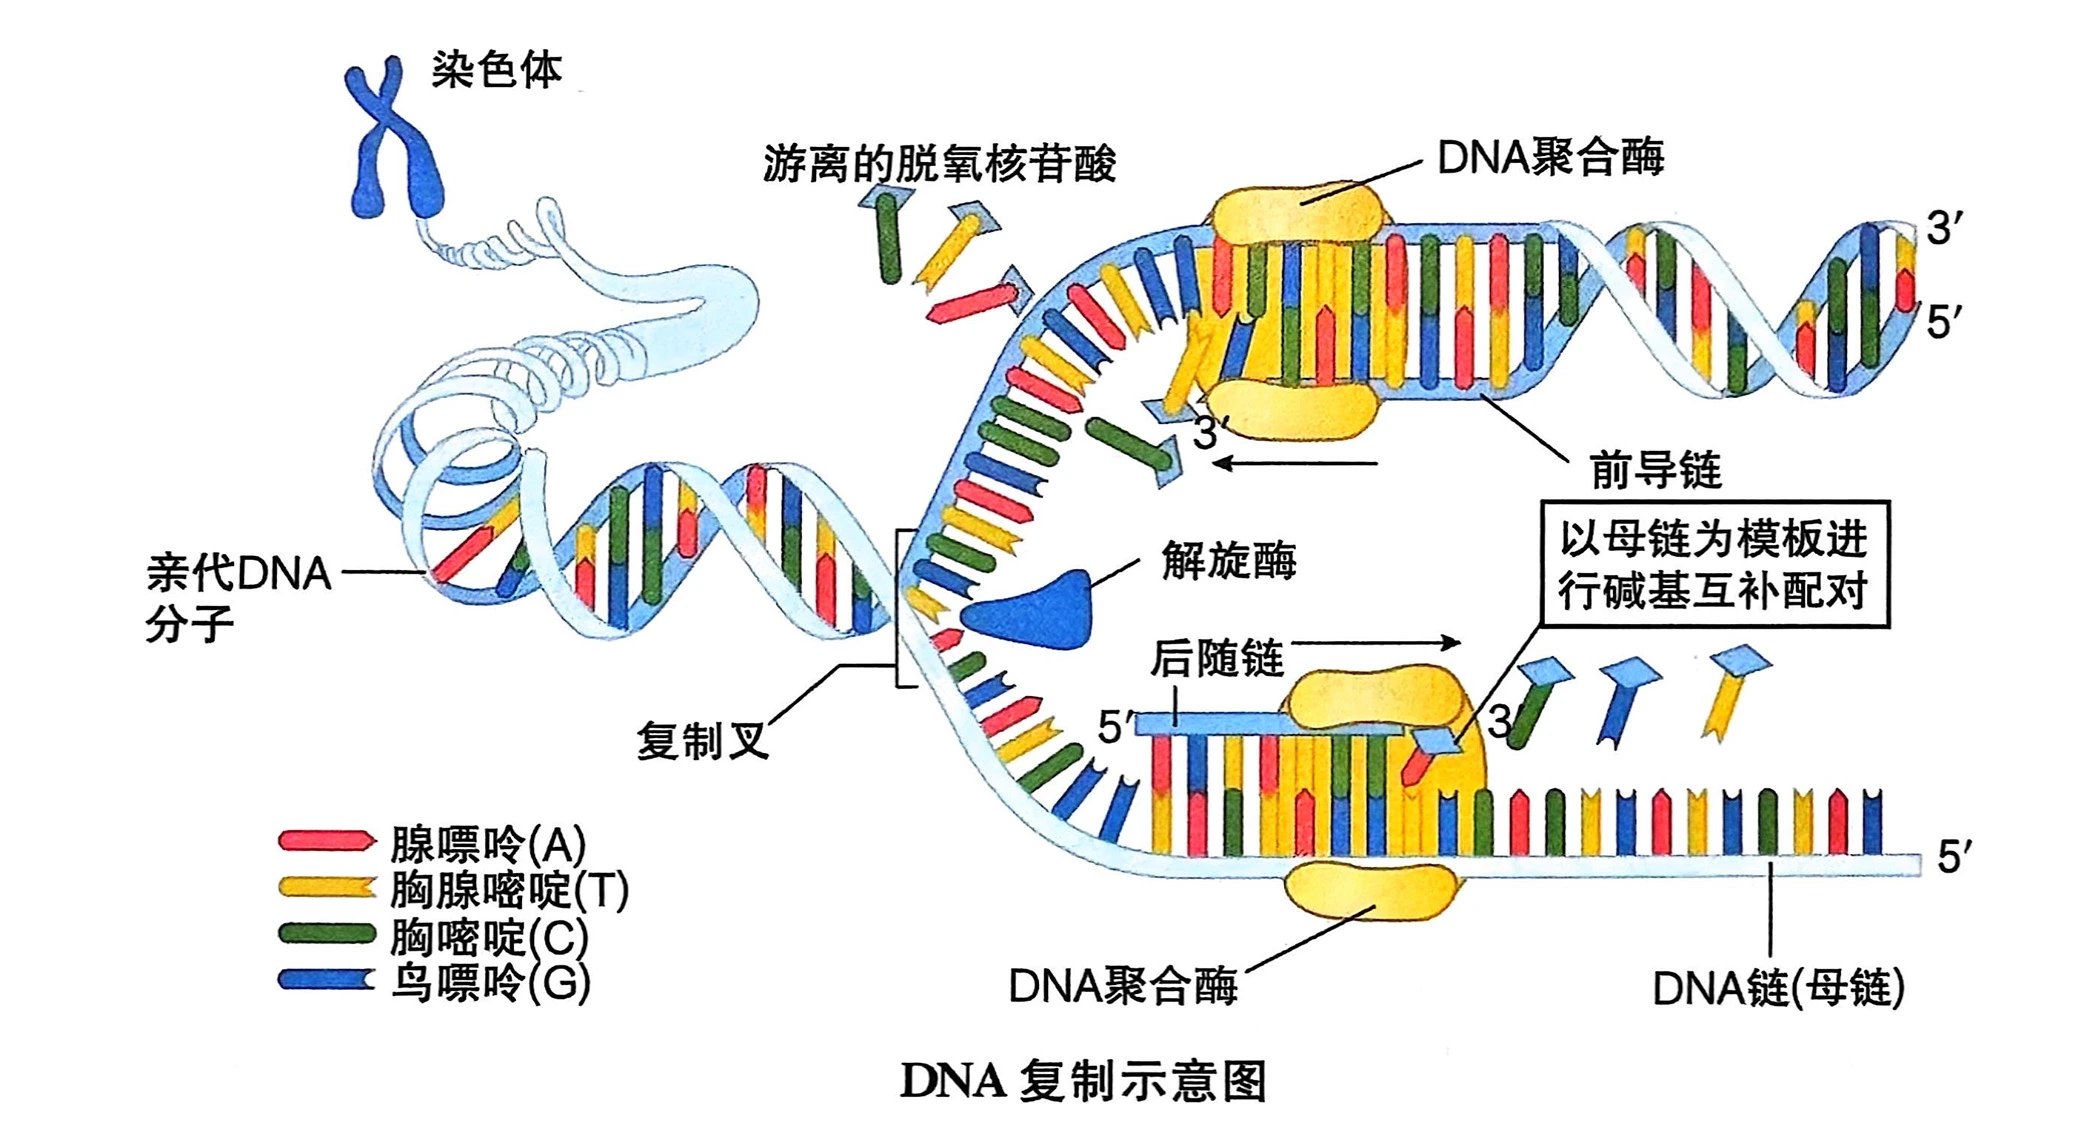 染色体
游离的脱氧核苷酸
DNA聚合酶
3′
5′
3′
前导链
以母链为模板进
行碱基互补配对
解旋酶
亲代DNA
分子
后随链
5′
3′
复制叉
5′
腺嘌呤(A)
胸腺嘧啶(T)
胸嘧啶(C)
鸟嘌呤(G)
DNA聚合酶
DNA链(母链)
DNA 复制示意图